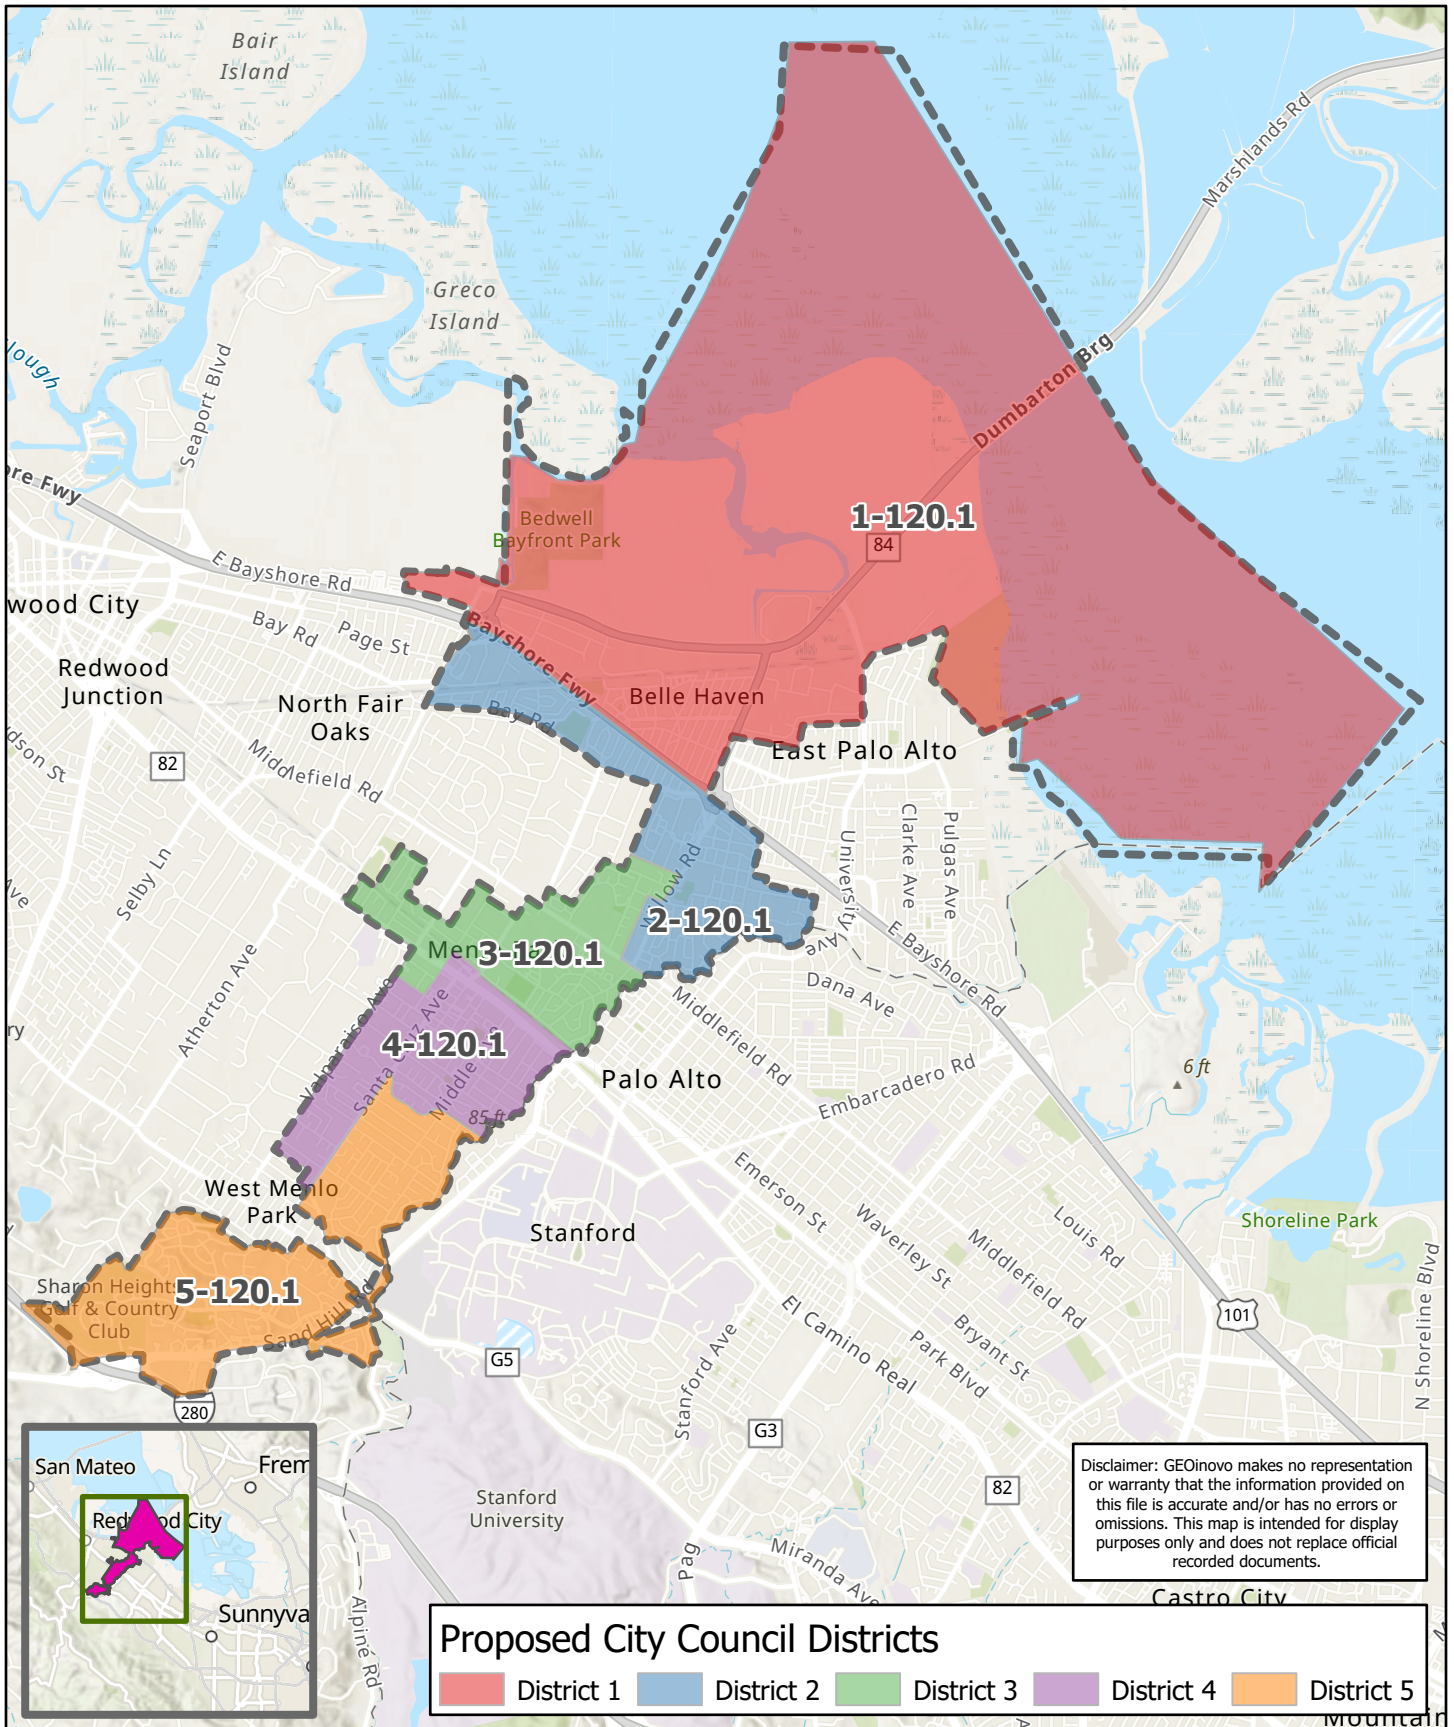 Bair
Island
Marshlands Rd
Greco
Island
lough
Seaport Blvd
Dumbarton Brg
ore Fwy
1-120.1
Bedwell
Bayfront Park
84
E Bayshore Rd
wood City
Bay Rd
Page St
Bayshore Fwy
Redwood
Junction
North Fair
Oaks
Belle Haven
Bay Rd
East Palo Alto
dson St
82
Middlefield Rd
Selby Ln
Ave
University Ave
Clarke Ave
Pulgas Ave
2-120.1
3-120.1
E Bayshore Rd
Atherton Ave
Dana Ave
Valparaiso Ave
Santa Cruz Ave
Middlefield Rd
ry
4-120.1
6 ft
Palo Alto
Embarcadero Rd
85 ft
West Menlo
Park
Emerson St
Waverley St
Louis Rd
Shoreline Park
Stanford
Middlefield Rd
Sharon Heights
Golf & Country
Club
5-120.1
Sand Hill Rd
El Camino Real
Bryant St
Park Blvd
101
N Shoreline Blvd
G5
Stanford Ave
280
G3
82
San Mateo
Frem
Redwood City
Sunnyva
Stanford
University
Alpine Rd
Pag
Miranda Ave
Disclaimer: GEOinovo makes no representation
or warranty that the information provided on
this file is accurate and/or has no errors or
omissions. This map is intended for display
purposes only and does not replace official
recorded documents.
Castro City
Proposed City Council Districts
District 1
District 2
District 3
District 4
District 5
Mountain